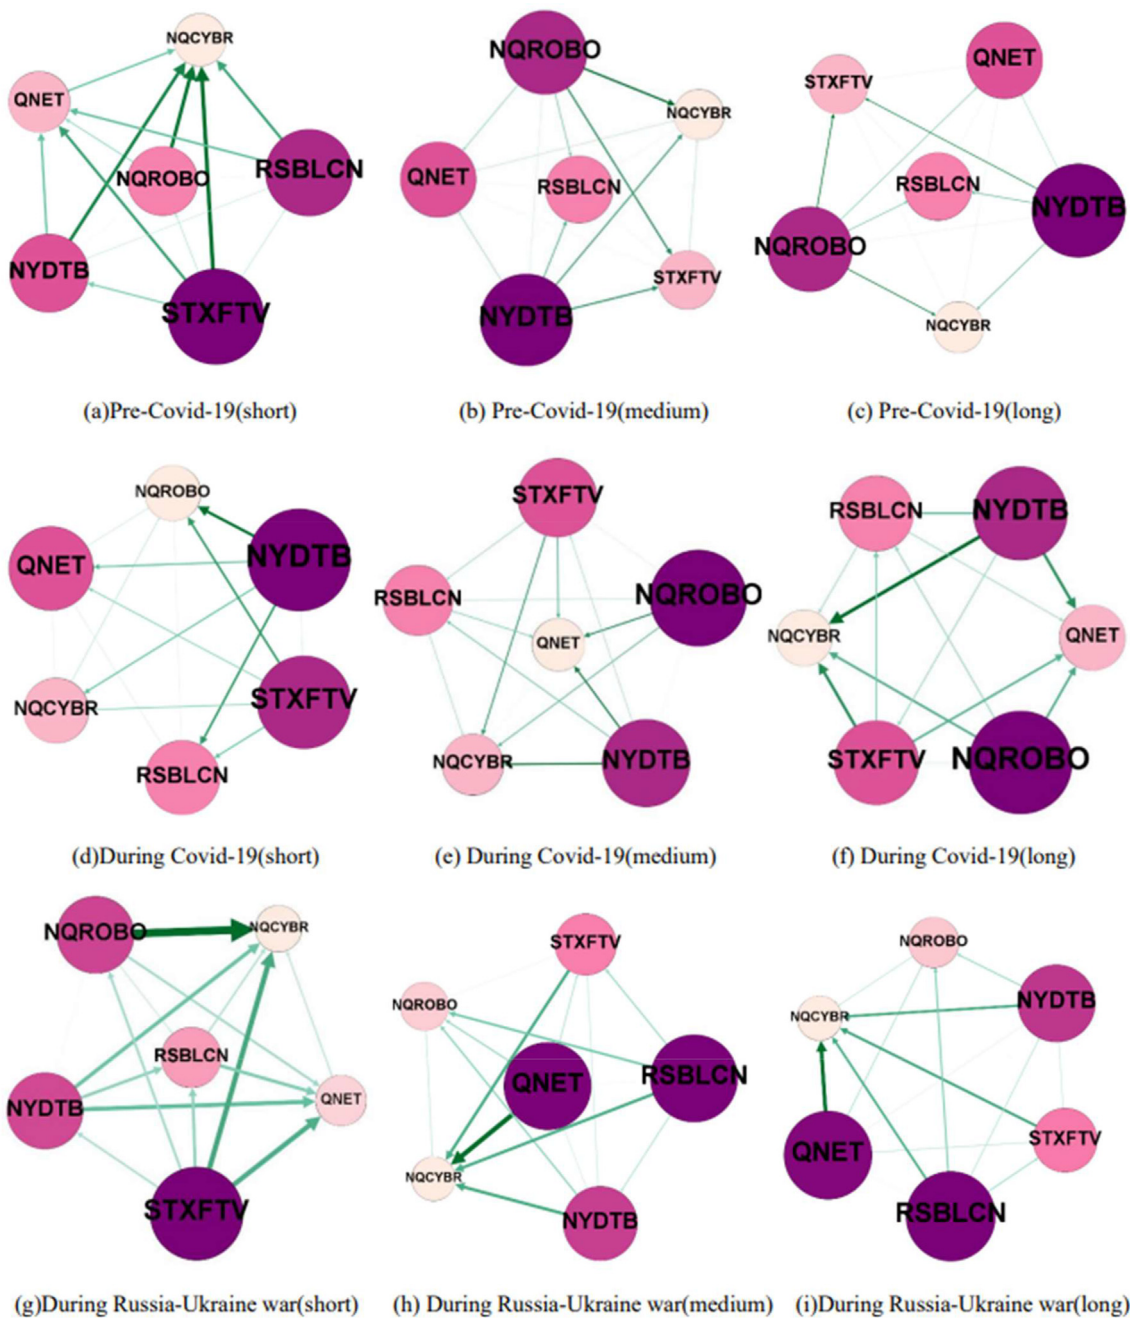 NQCYBR
QNET
NQROBO
RSBLCN
NYDTB
STXFTV
(a)Pre-Covid-19(short)
NQROBO
NQCYBR
QNET
RSBLCN
STXFTV
NYDTB
(b) Pre-Covid-19(medium)
QNET
STXFTV
RSBLCN
NYDTB
NQROBO
NQCYBR
(c) Pre-Covid-19(long)
NQROBO
NYDTB
QNET
STXFTV
NQCYBR
RSBLCN
(d)During Covid-19(short)
STXFTV
NQROBO
RSBLCN
QNET
NQCYBR
NYDTB
(e) During Covid-19(medium)
RSBLCN
NYDTB
NQCYBR
QNET
STXFTV
NQROBO
(f) During Covid-19(long)
NQROBO
NQCYBR
RSBLCN
QNET
NYDTB
STXFTV
(g)During Russia-Ukraine war(short)
STXFTV
NQROBO
QNET
RSBLCN
NQCYBR
NYDTB
(h) During Russia-Ukraine war(medium)
NQROBO
NYDTB
NQCYBR
STXFTV
QNET
RSBLCN
(i)During Russia-Ukraine war(long)